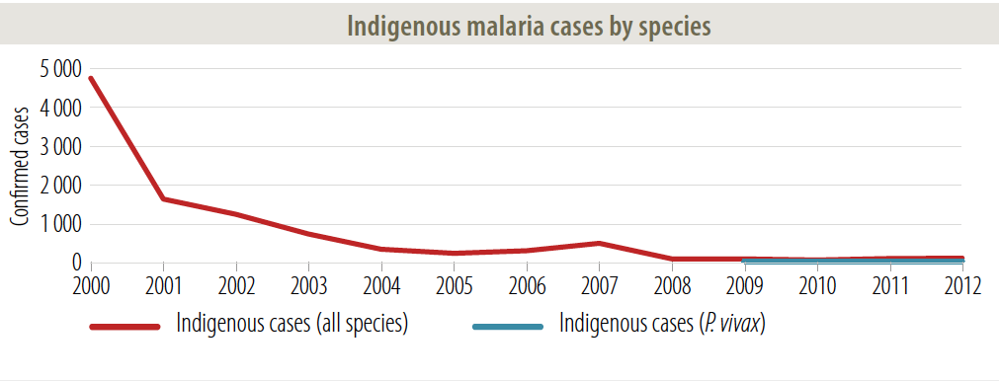 Indigenous malaria cases by species
Confirmed cases
5 000
4 000
3 000
2 000
1 000
0
2000 2001 2002 2003 2004 2005 2006 2007 2008 2009 2010 2011 2012
Indigenous cases (all species) Indigenous cases (P. vivax)